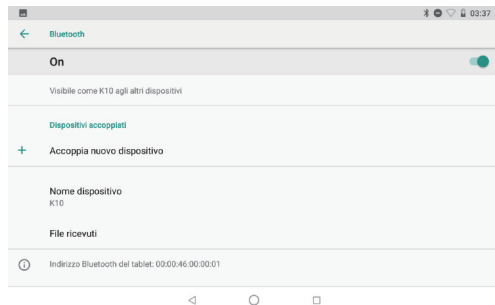 03:37
Bluetooth
On
Visibile come K10 agli altri dispositivi
Dispositivi accoppiati
+ Accoppia nuovo dispositivo
Nome dispositivo
K10
File ricevuti
Indirizzo Bluetooth del tablet: 00:00:46:00:00:01